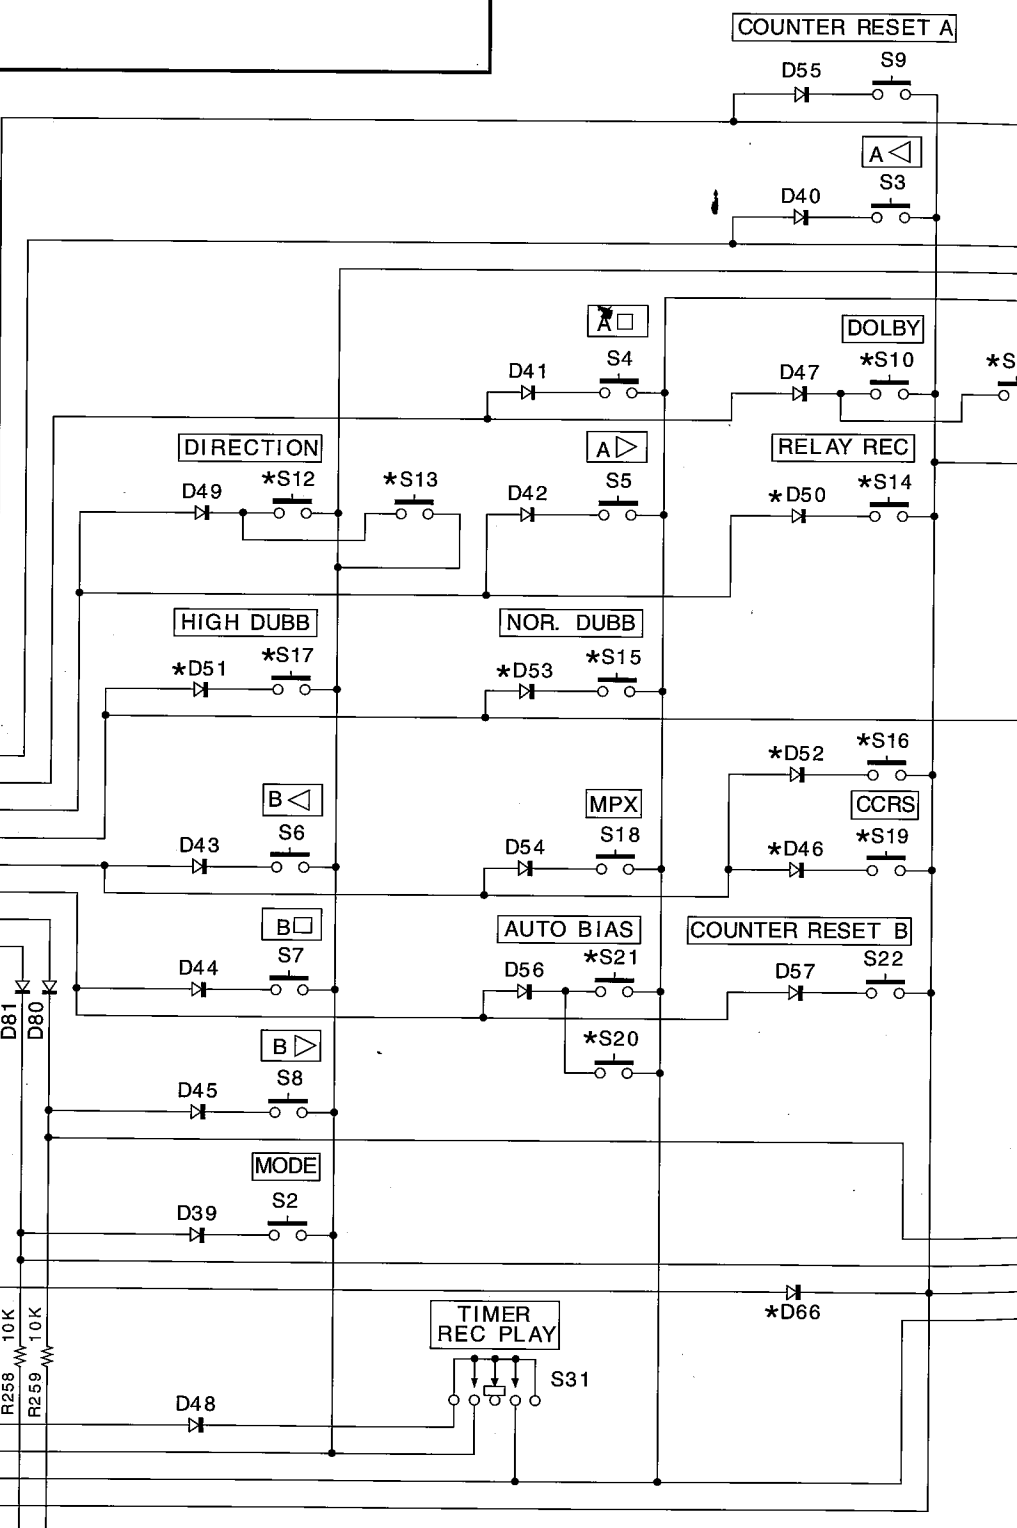 COUNTER RESET A
D55
S9
A
D40
S3
A
D41
S4
DOLBY
D47
*S10
*S
DIRECTION
D49
*S12
*S13
A
D42
S5
RELAY REC
*D50
*S14
HIGH DUBB
*D51
*S17
NOR. DUBB
*D53
*S15
*D52
*S16
B
D43
S6
MPX
D54
S18
CCRS
*D46
*S19
B
D44
S7
AUTO BIAS
D56
*S21
*S20
COUNTER RESET B
D57
S22
D81
D80
B
D45
S8
MODE
D39
S2
*D66
R258 10K
R259 10K
TIMER
REC PLAY
S31
D48